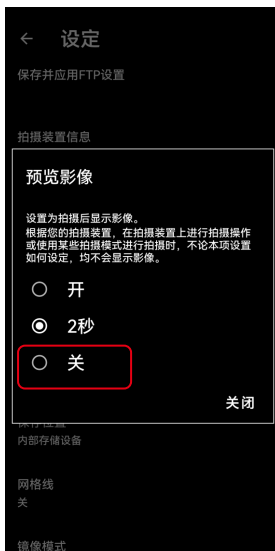 设定
保存并应用FTP设置
拍摄装置信息
预览影像
设置为拍摄后显示影像。
根据您的拍摄装置，在拍摄装置上进行拍摄操作
或使用某些拍摄模式进行拍摄时，不论本项设置
如何设定，均不会显示影像。
开
2秒
关
关闭
保存位置
内部存储设备
网格线
关
镜像模式